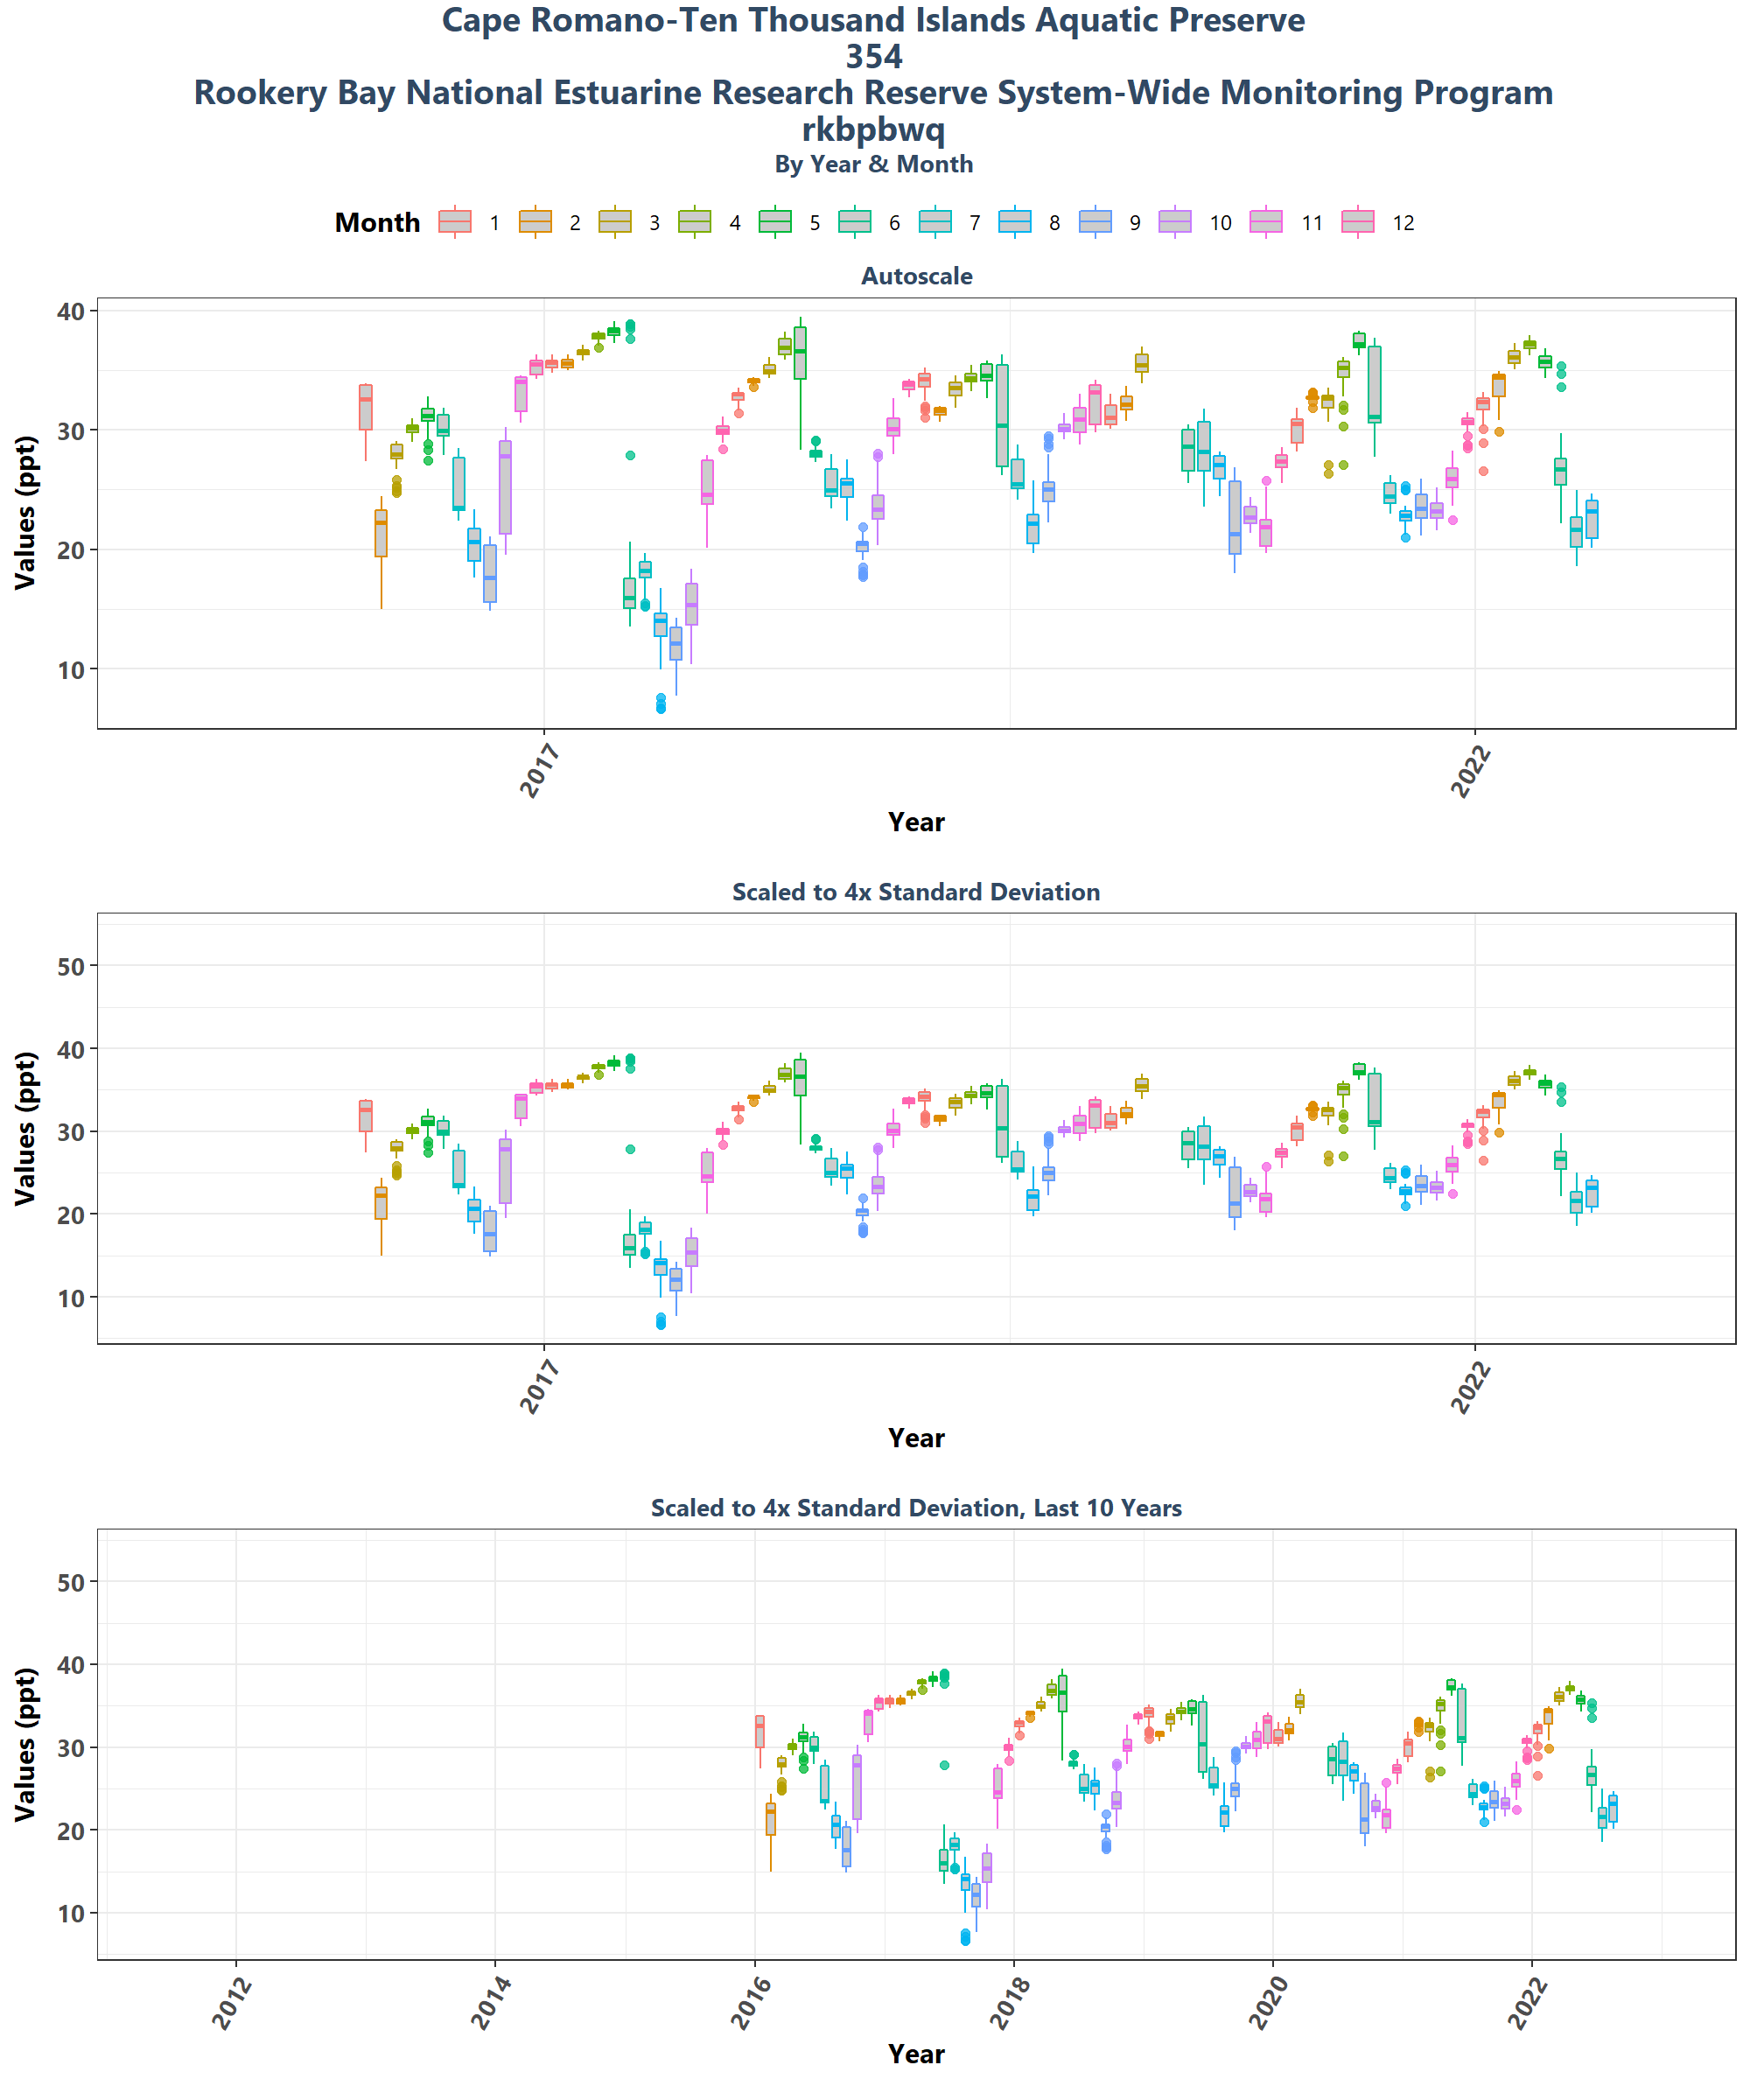 Cape Romano-Ten Thousand Islands Aquatic Preserve
354
Rookery Bay National Estuarine Research Reserve System-Wide Monitoring Program
rkbpbwq
By Year & Month
Month 1 2 3 4 5 6 7 8 9 10 11 12
Autoscale
Values (ppt)
40
30
20
10
2017 2022
Year
Scaled to 4x Standard Deviation
Values (ppt)
50
40
30
20
10
2017 2022
Year
Scaled to 4x Standard Deviation, Last 10 Years
Values (ppt)
50
40
30
20
10
2012 2014 2016 2018 2020 2022
Year